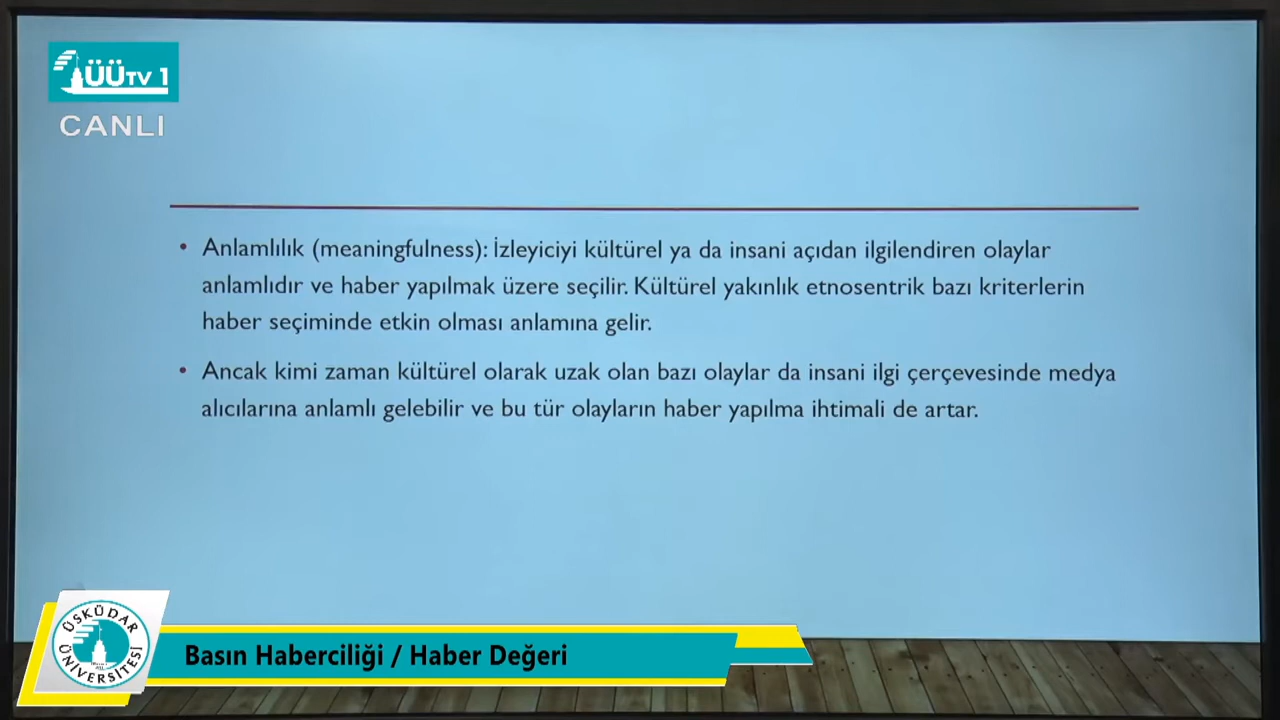 ÜÜTV 1
CANLI
• Anlamlılık (meaningfulness): İzleyiciyi kültürel ya da insani açıdan ilgilendiren olaylar
anlamlıdır ve haber yapılmak üzere seçilir. Kültürel yakınlık etnosentrik bazı kriterlerin
haber seçiminde etkin olması anlamına gelir.
• Ancak kimi zaman kültürel olarak uzak olan bazı olaylar da insani ilgi çerçevesinde medya
alıcılarına anlamlı gelebilir ve bu tür olayların haber yapılma ihtimali de artar.
ÜSKÜDAR ÜNİVERSİTESİ
Basın Haberciliği / Haber Değeri